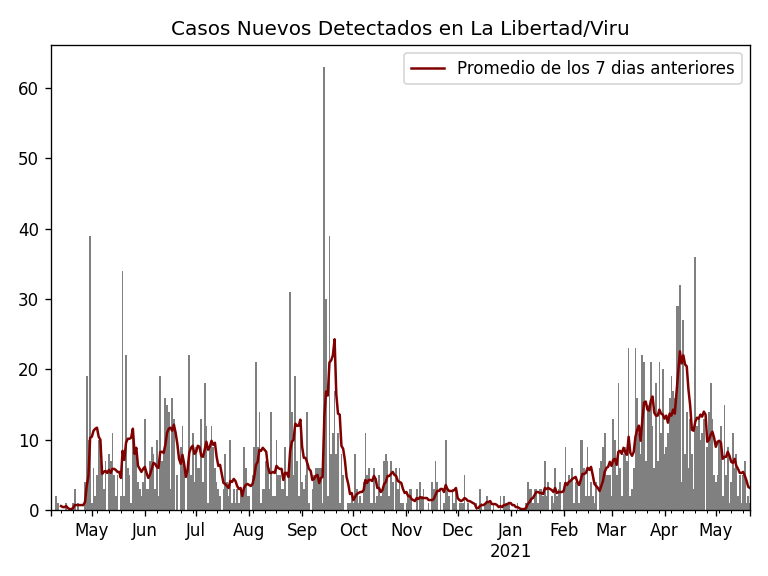 Casos Nuevos Detectados en La Libertad/Viru
Promedio de los 7 dias anteriores
60
50
40
30
20
10
0
May Jun Jul Aug Sep Oct Nov Dec Jan Feb Mar Apr May
2021